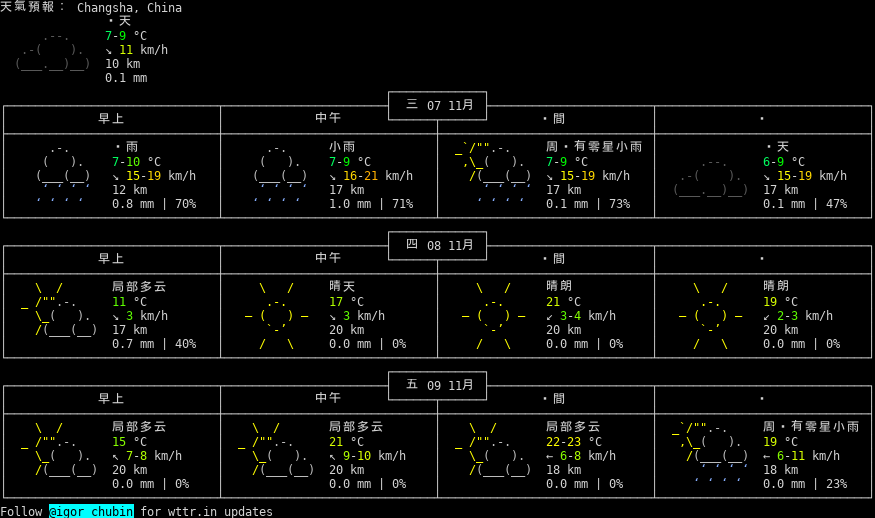 天氣預報： Changsha, China
・天
7-9 °C
↘ 11 km/h
10 km
0.1 mm
三 07 11月
早上 中午 ・間 ・
・雨 小雨 周・有零星小雨 ・天
7-10 °C 7-9 °C 7-9 °C 6-9 °C
↘ 15-19 km/h ↘ 16-21 km/h ↘ 15-19 km/h ↘ 15-19 km/h
12 km 17 km 17 km 17 km
0.8 mm | 70% 1.0 mm | 71% 0.1 mm | 73% 0.1 mm | 47%
四 08 11月
早上 中午 ・間 ・
局部多云 晴天 晴朗 晴朗
11 °C 17 °C 21 °C 19 °C
↘ 3 km/h ↘ 3 km/h ↙ 3-4 km/h ↙ 2-3 km/h
17 km 20 km 20 km 20 km
0.7 mm | 40% 0.0 mm | 0% 0.0 mm | 0% 0.0 mm | 0%
五 09 11月
早上 中午 ・間 ・
局部多云 局部多云 局部多云 周・有零星小雨
15 °C 21 °C 22-23 °C 19 °C
↖ 7-8 km/h ↖ 9-10 km/h ← 6-8 km/h ← 6-11 km/h
20 km 20 km 18 km 18 km
0.0 mm | 0% 0.0 mm | 0% 0.0 mm | 0% 0.0 mm | 23%
Follow @igor_chubin for wttr.in updates